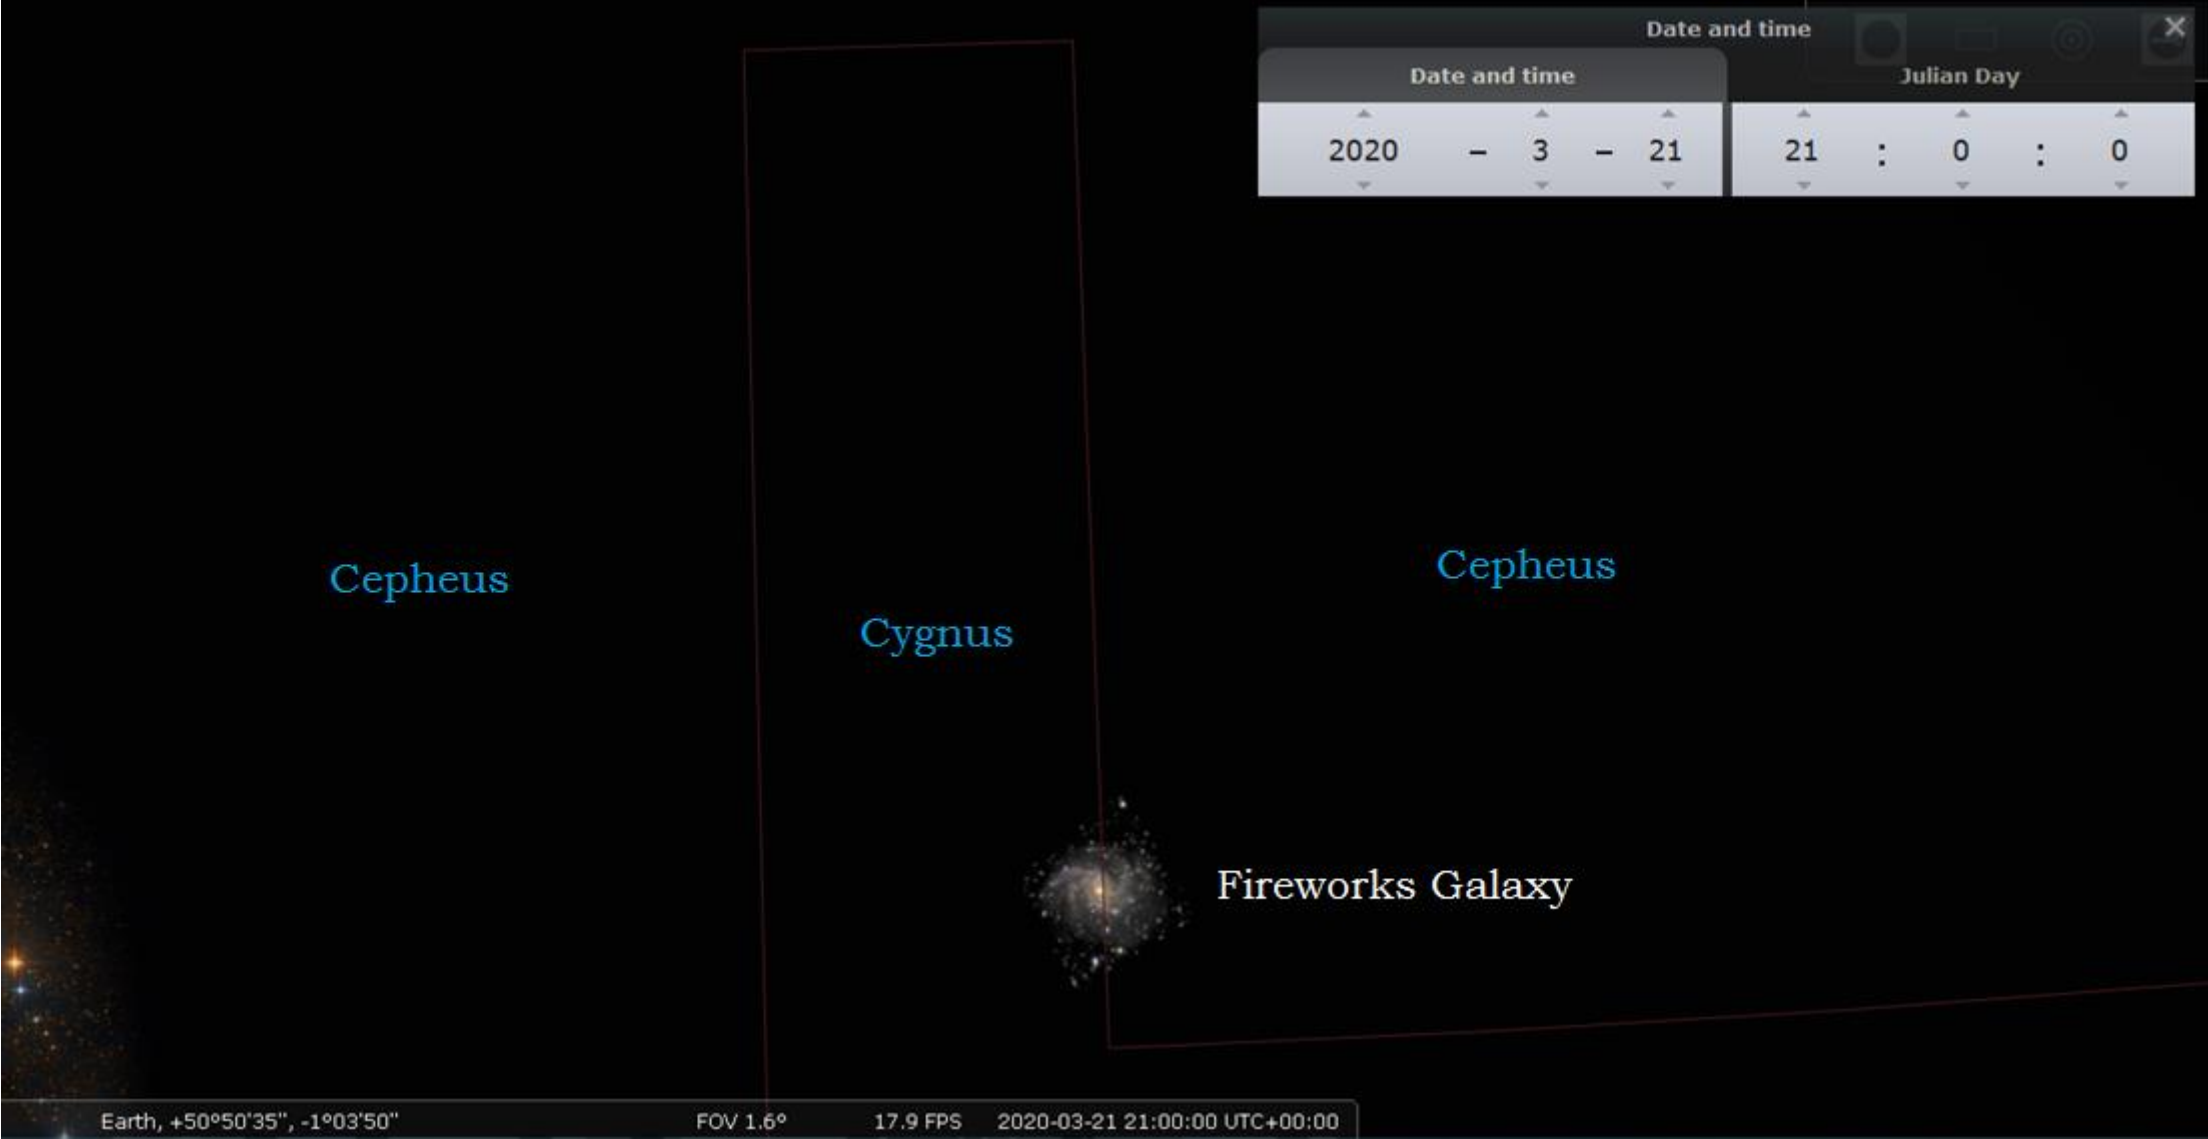 Date and time
Date and time
Julian Day
2020 – 3 – 21 21 : 0 : 0
Cepheus
Cepheus
Cygnus
Fireworks Galaxy
Earth, +50°50'35", -1°03'50" FOV 1.6° 17.9 FPS 2020-03-21 21:00:00 UTC+00:00